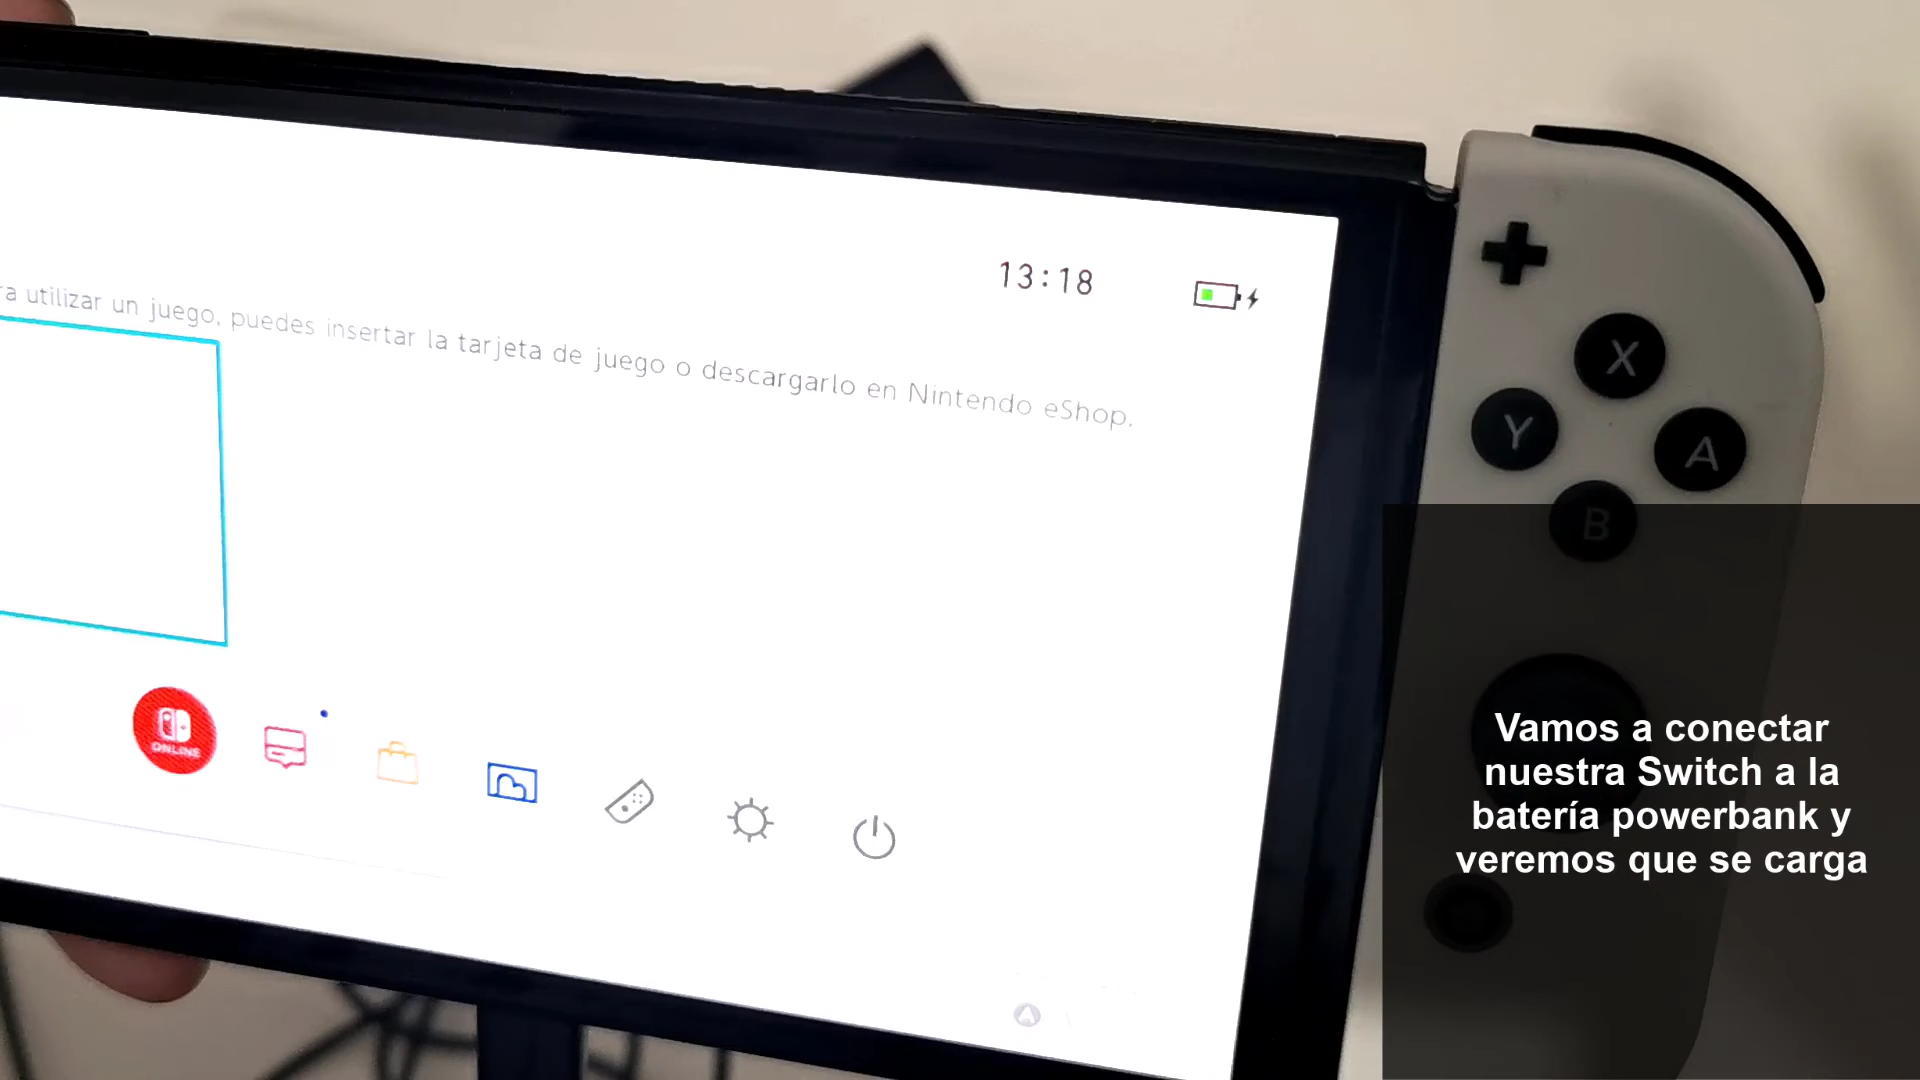 13:18
ra utilizar un juego, puedes insertar la tarjeta de juego o descargarlo en Nintendo eShop.
X
Y
A
B
ONLINE
Vamos a conectar
nuestra Switch a la
batería powerbank y
veremos que se carga